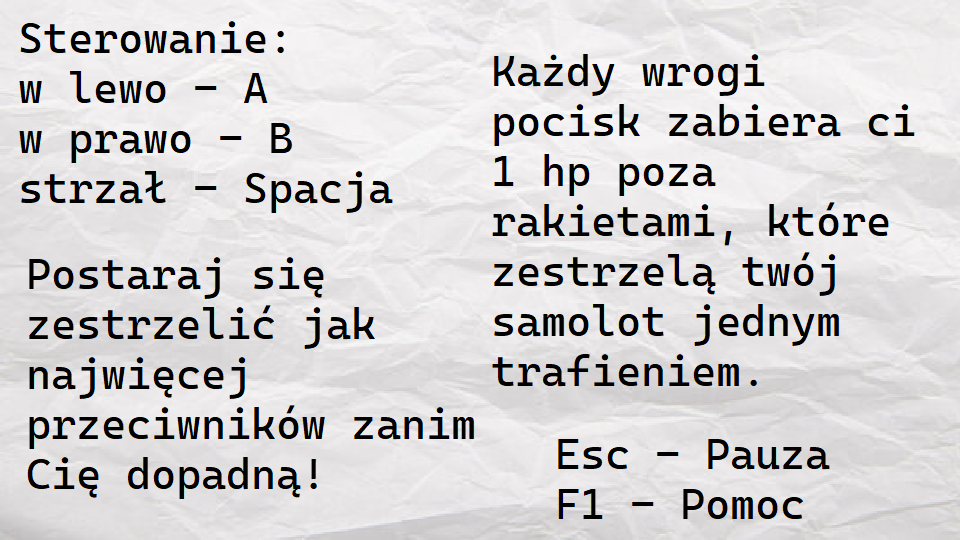 Sterowanie:
w lewo – A
w prawo – B
strzał – Spacja
Postaraj się
zestrzelić jak
najwięcej
przeciwników zanim
Cię dopadną!
Każdy wrogi
pocisk zabiera ci
1 hp poza
rakietami, które
zestrzelą twój
samolot jednym
trafieniem.
Esc – Pauza
F1 – Pomoc